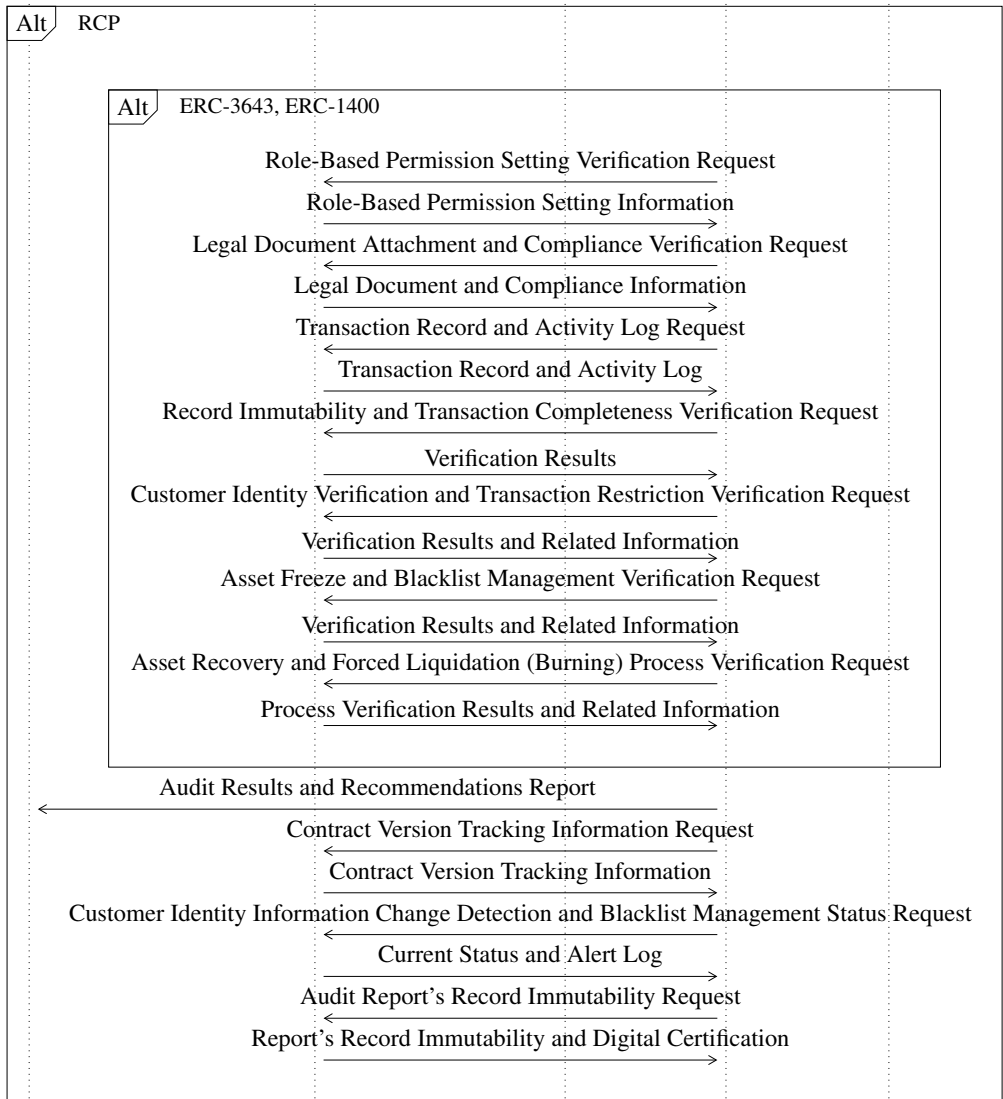 Alt RCP
Alt ERC-3643, ERC-1400
Role-Based Permission Setting Verification Request
Role-Based Permission Setting Information
Legal Document Attachment and Compliance Verification Request
Legal Document and Compliance Information
Transaction Record and Activity Log Request
Transaction Record and Activity Log
Record Immutability and Transaction Completeness Verification Request
Verification Results
Customer Identity Verification and Transaction Restriction Verification Request
Verification Results and Related Information
Asset Freeze and Blacklist Management Verification Request
Verification Results and Related Information
Asset Recovery and Forced Liquidation (Burning) Process Verification Request
Process Verification Results and Related Information
Audit Results and Recommendations Report
Contract Version Tracking Information Request
Contract Version Tracking Information
Customer Identity Information Change Detection and Blacklist Management Status Request
Current Status and Alert Log
Audit Report's Record Immutability Request
Report's Record Immutability and Digital Certification